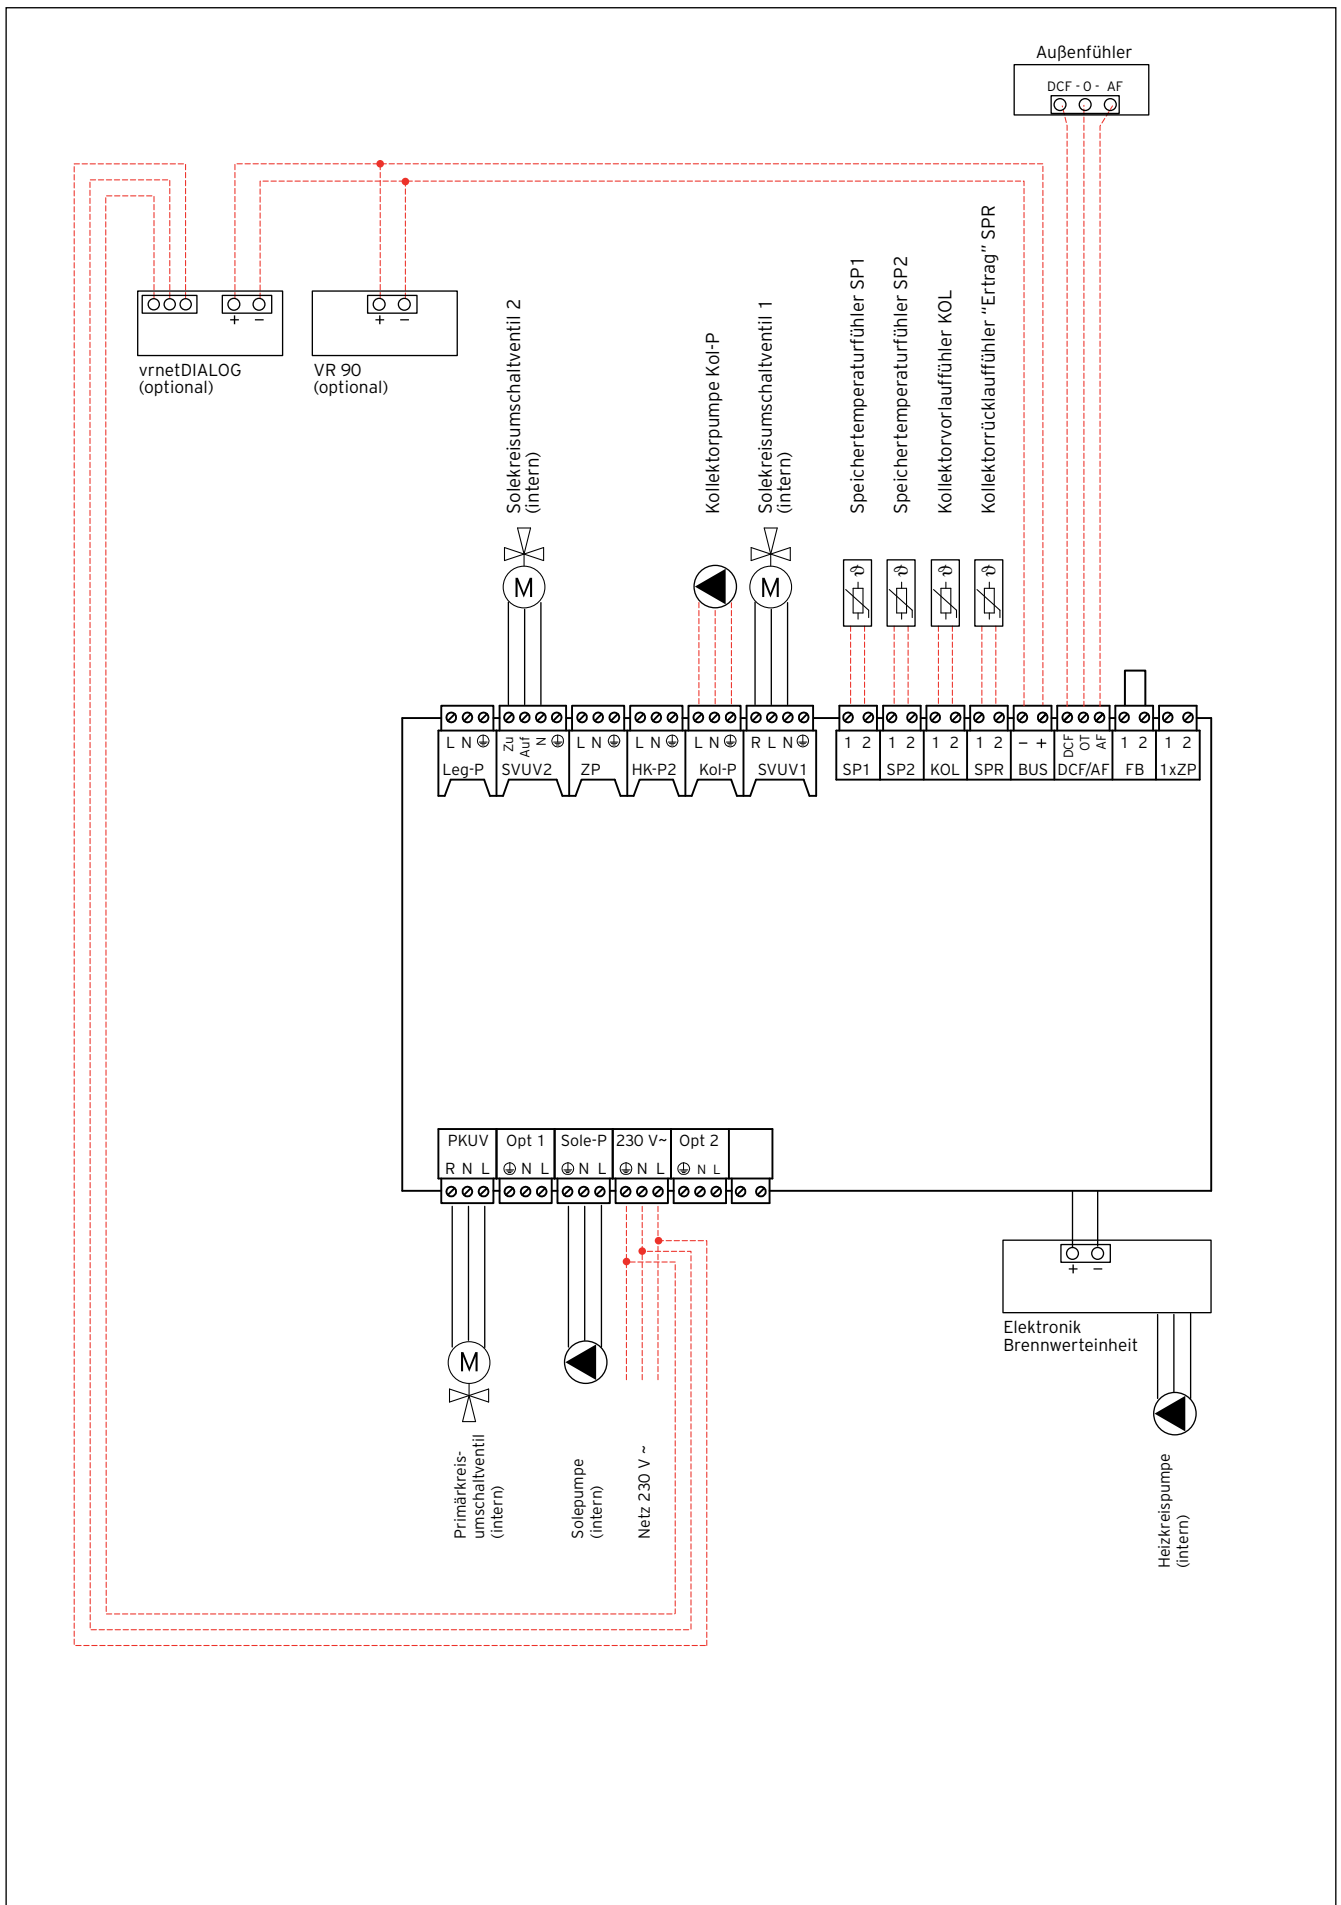 Außenfühler
DCF - O - AF
+ –
vrnetDIALOG
(optional)
+ –
VR 90
(optional)
Solekreisumschaltventil 2
(intern)
Kollektorpumpe Kol-P
Solekreisumschaltventil 1
(intern)
Speichertemperaturfühler SP1
Speichertemperaturfühler SP2
Kollektorvorlauffühler KOL
Kollektorrücklauffühler "Ertrag" SPR
M
M
ϑ
ϑ
ϑ
ϑ
L N
Leg-P
Zu Auf N
SVUV2
L N
ZP
L N
HK-P2
L N
Kol-P
R L N
SVUV1
1 2
SP1
1 2
SP2
1 2
KOL
1 2
SPR
– +
BUS
DCF OT AF
DCF/AF
1 2
FB
1 2
1xZP
PKUV
R N L
Opt 1
N L
Sole-P
N L
230 V~
N L
Opt 2
N L
+ –
Elektronik
Brennwerteinheit
M
Primärkreis-
umschaltventil
(intern)
Solepumpe
(intern)
Netz 230 V ~
Heizkreispumpe
(intern)